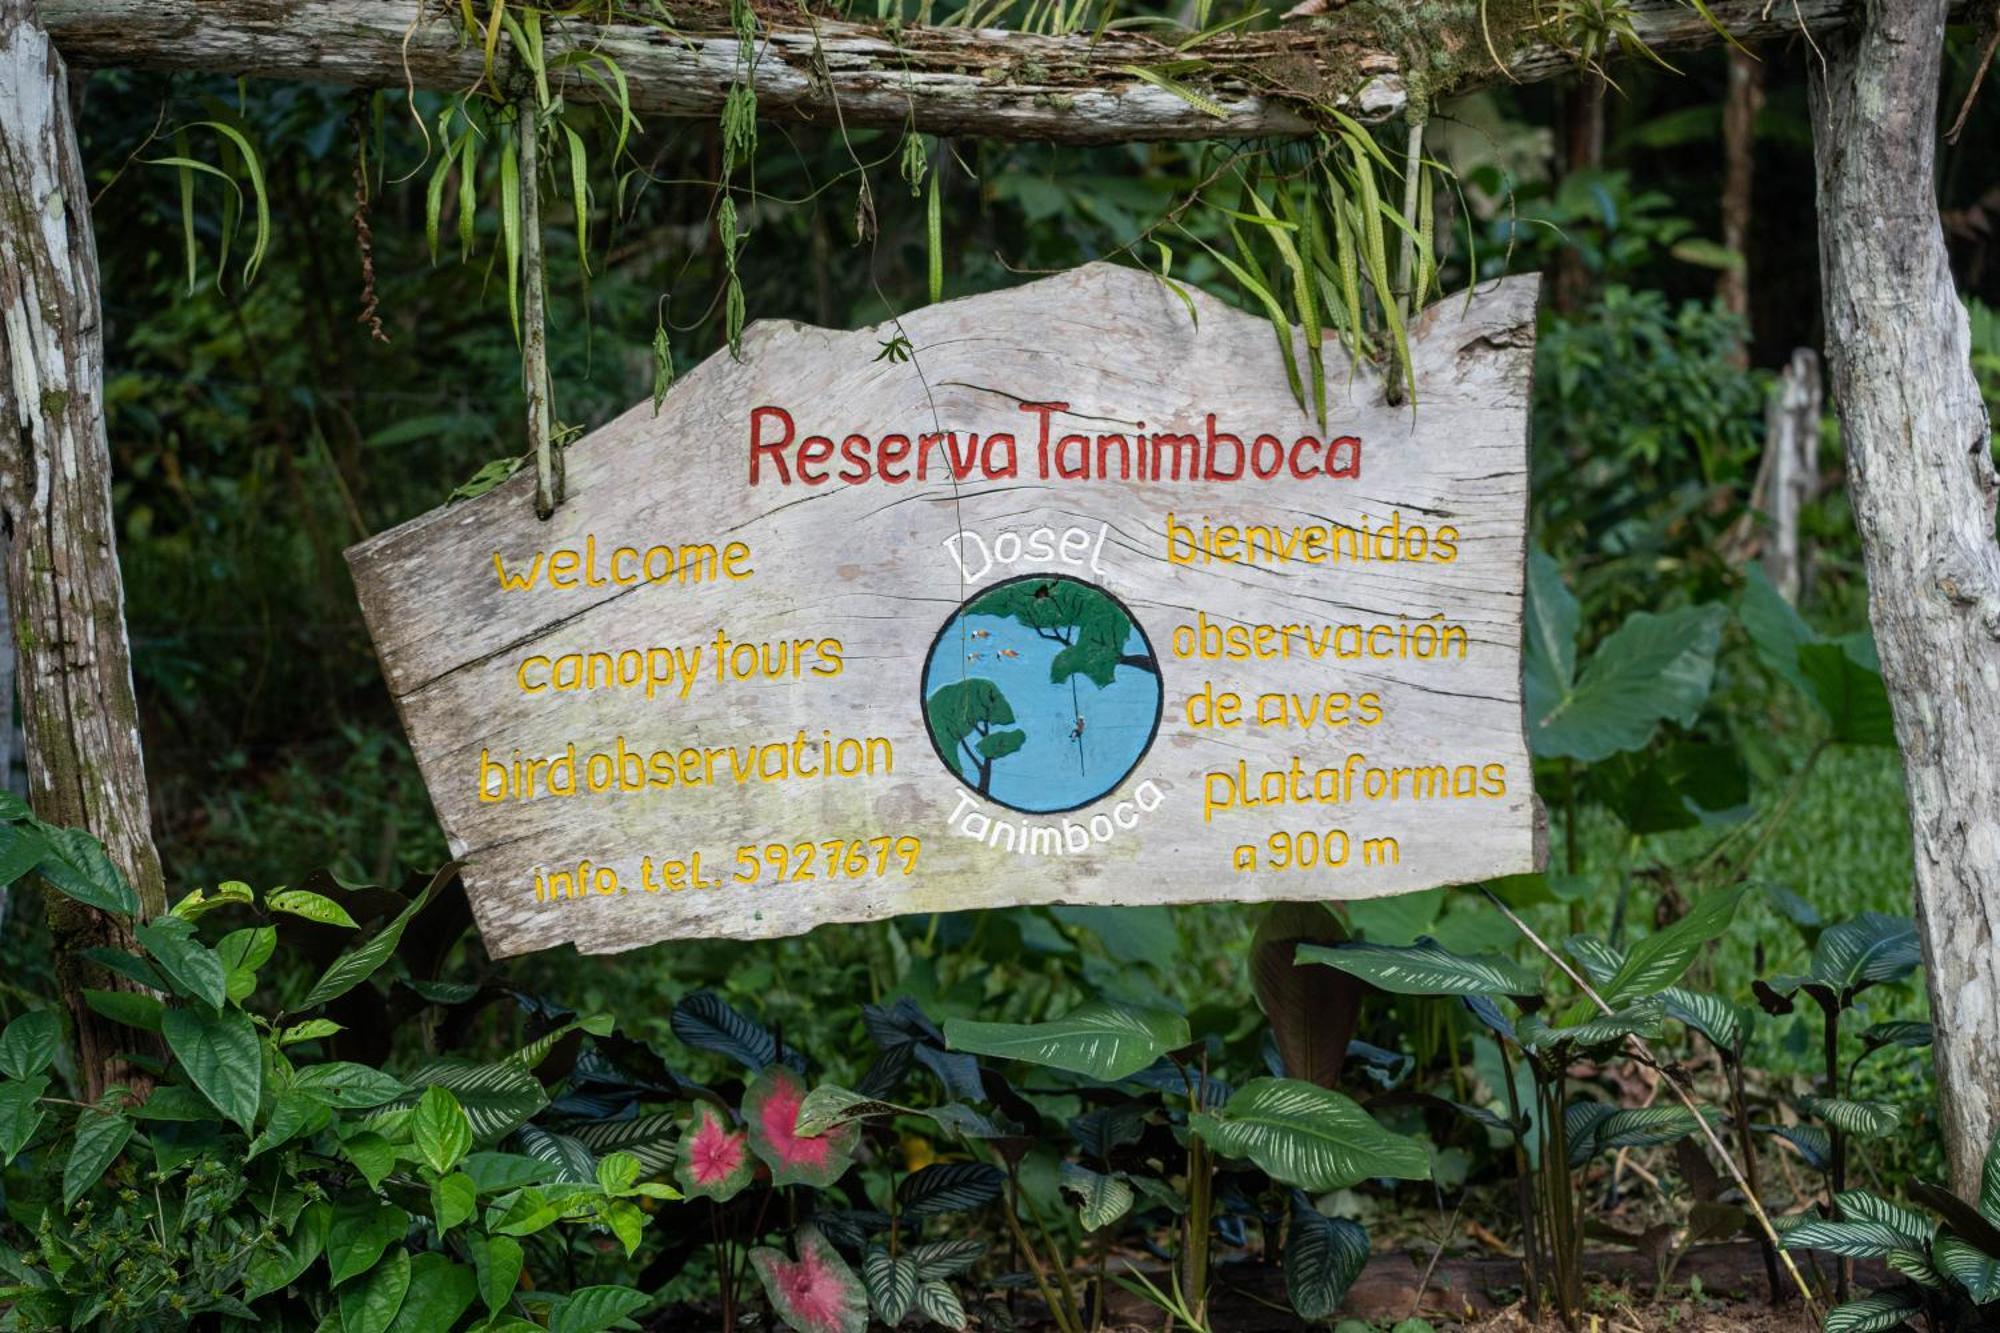 Reserva Tanimboca
welcome
canopy tours
bird observation
info. tel. 5927679
Dosel
Tanimboca
bienvenidos
observación
de aves
plataformas
a 900 m